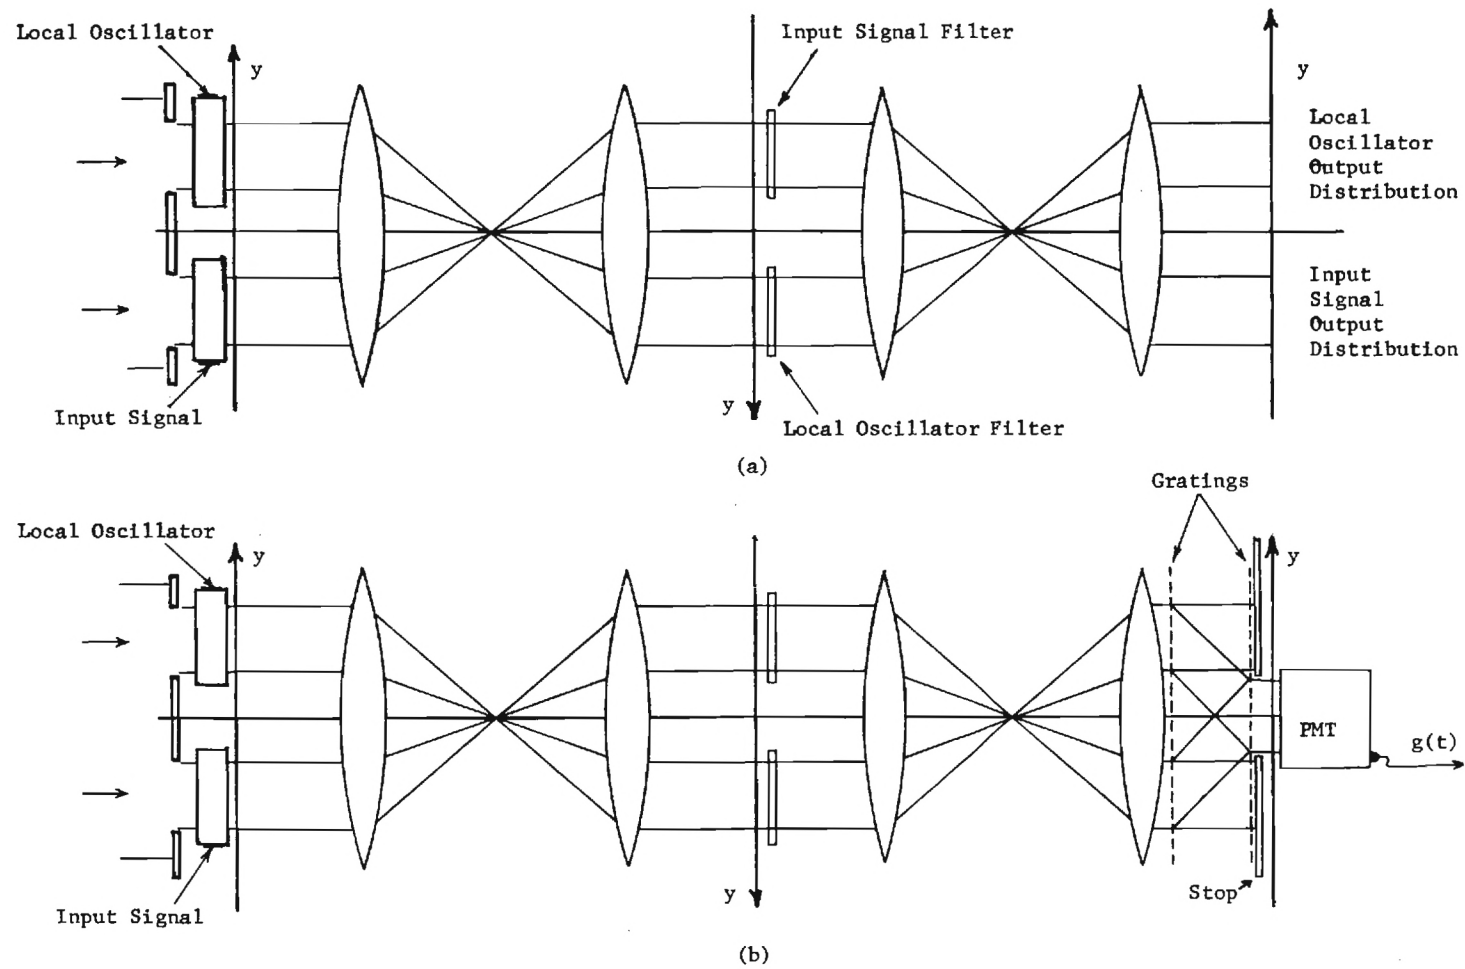 Local Oscillator
Input Signal Filter
y
y
Local
Oscillator
Output
Distribution
Input
Signal
Output
Distribution
y
Input Signal
Local Oscillator Filter
(a)
Gratings
Local Oscillator
y
y
PMT
g(t)
Stop
y
Input Signal
(b)